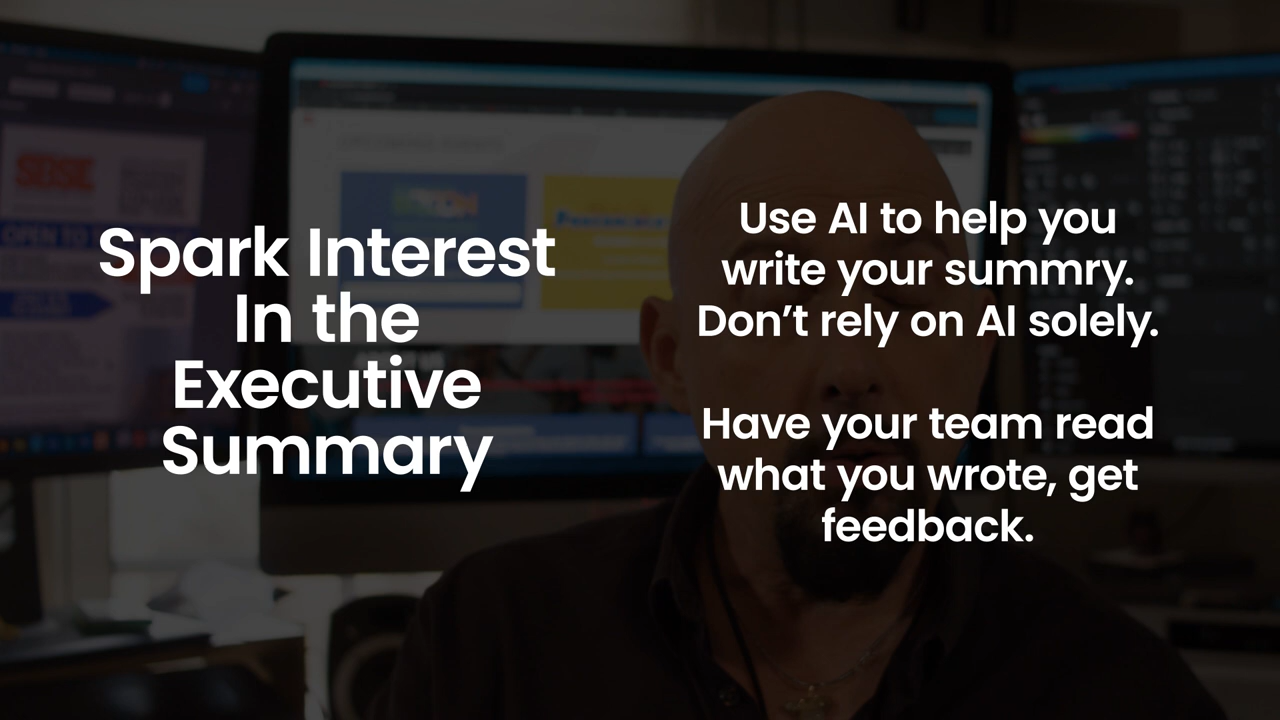 Spark Interest
In the
Executive
Summary
Use AI to help you
write your summry.
Don’t rely on AI solely.
Have your team read
what you wrote, get
feedback.